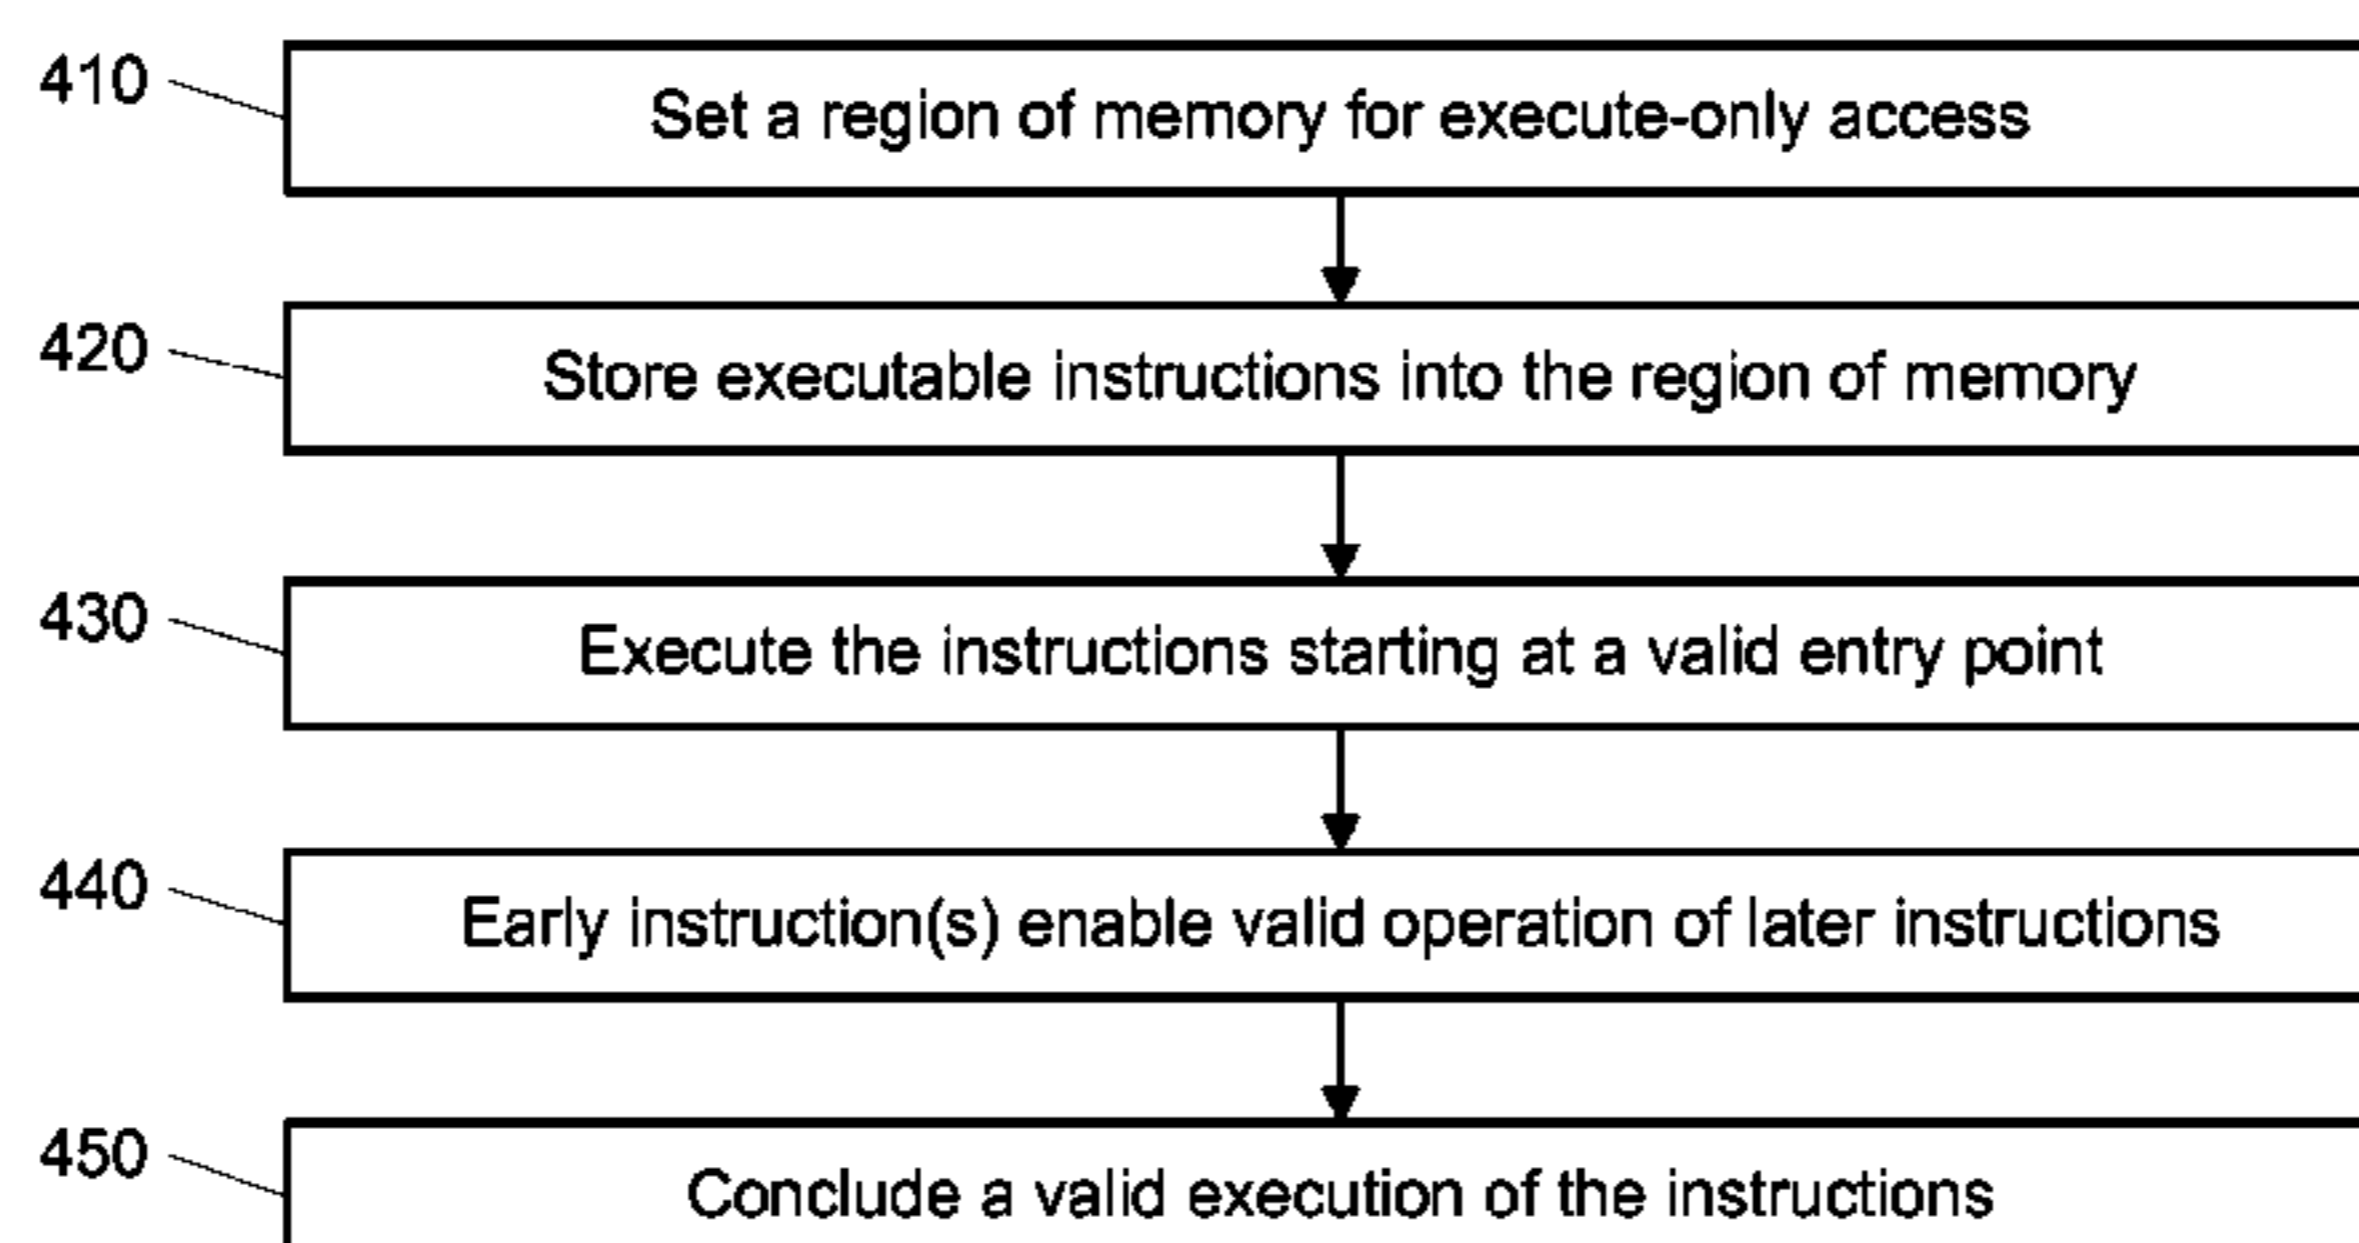 410 Set a region of memory for execute-only access
420 Store executable instructions into the region of memory
430 Execute the instructions starting at a valid entry point
440 Early instruction(s) enable valid operation of later instructions
450 Conclude a valid execution of the instructions